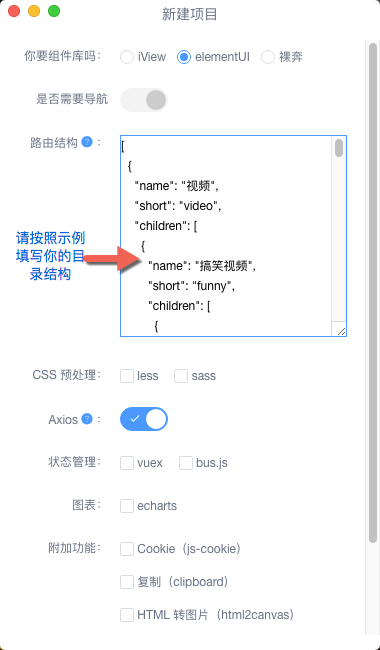 新建项目
你要组件库吗： iView elementUI 裸奔
是否需要导航
路由结构 ? ：
[
{
"name": "视频",
"short": "video",
"children": [
{
"name": "搞笑视频",
"short": "funny",
"children": [
{
请按照示例
填写你的目
录结构
CSS 预处理： less sass
Axios ? ：
状态管理： vuex bus.js
图表： echarts
附加功能： Cookie（js-cookie）
复制（clipboard）
HTML 转图片（html2canvas）